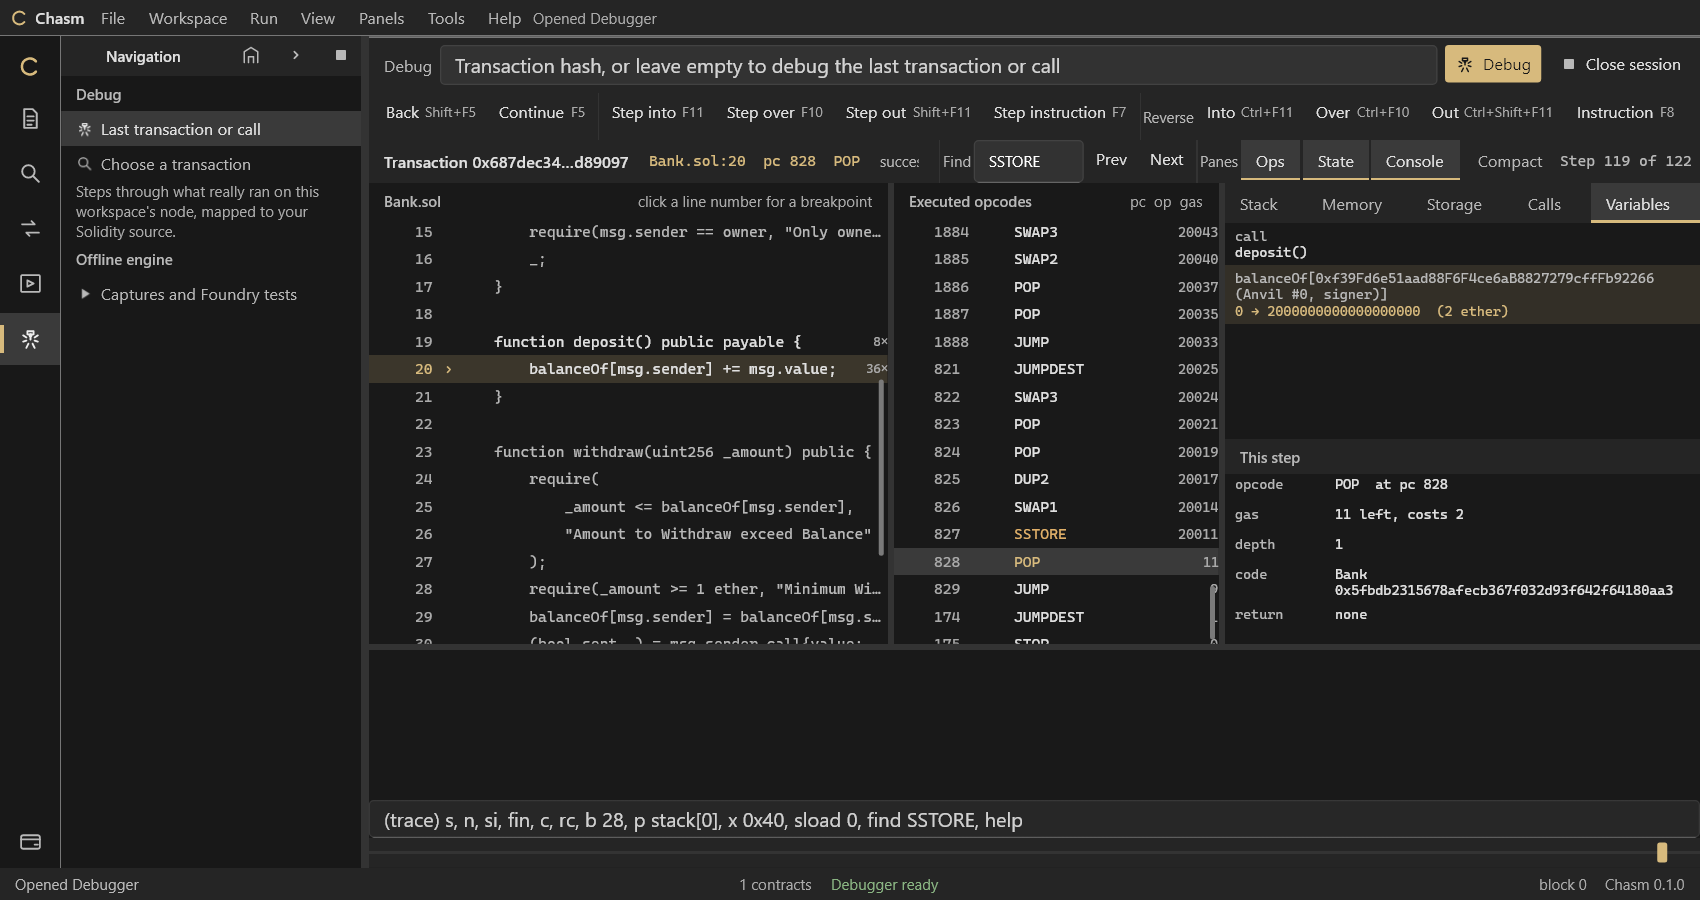 Chasm File Workspace Run View Panels Tools Help Opened Debugger
Navigation
Debug
Last transaction or call
Choose a transaction
Steps through what really ran on this
workspace's node, mapped to your
Solidity source.
Offline engine
Captures and Foundry tests
Debug Transaction hash, or leave empty to debug the last transaction or call Debug Close session
Back Shift+F5 Continue F5 Step into F11 Step over F10 Step out Shift+F11 Step instruction F7 Reverse Into Ctrl+F11 Over Ctrl+F10 Out Ctrl+Shift+F11 Instruction F8
Transaction 0x687dec34...d89097 Bank.sol:20 pc 828 POP succe Find SSTORE Prev Next Panes Ops State Console Compact Step 119 of 122
Bank.sol click a line number for a breakpoint
15 require(msg.sender == owner, "Only owne…
16 _;
17 }
18
19 function deposit() public payable { 8×
20 › balanceOf[msg.sender] += msg.value; 36×
21 }
22
23 function withdraw(uint256 _amount) public {
24 require(
25 _amount <= balanceOf[msg.sender],
26 "Amount to Withdraw exceed Balance"
27 );
28 require(_amount >= 1 ether, "Minimum Wi…
29 balanceOf[msg.sender] = balanceOf[msg.s…
30 (bool sent, ) = msg.sender.call{value:
Executed opcodes pc op gas
1884 SWAP3 20043
1885 SWAP2 20040
1886 POP 20037
1887 POP 20035
1888 JUMP 20033
821 JUMPDEST 20025
822 SWAP3 20024
823 POP 20021
824 POP 20019
825 DUP2 20017
826 SWAP1 20014
827 SSTORE 20011
828 POP 11
829 JUMP 9
174 JUMPDEST 1
175 STOP 0
Stack Memory Storage Calls Variables
call
deposit()
balanceOf[0xf39Fd6e51aad88F6F4ce6aB8827279cffFb92266
(Anvil #0, signer)]
0 → 2000000000000000000 (2 ether)
This step
opcode POP at pc 828
gas 11 left, costs 2
depth 1
code Bank
0x5fbdb2315678afecb367f032d93f642f64180aa3
return none
(trace) s, n, si, fin, c, rc, b 28, p stack[0], x 0x40, sload 0, find SSTORE, help
Opened Debugger 1 contracts Debugger ready block 0 Chasm 0.1.0